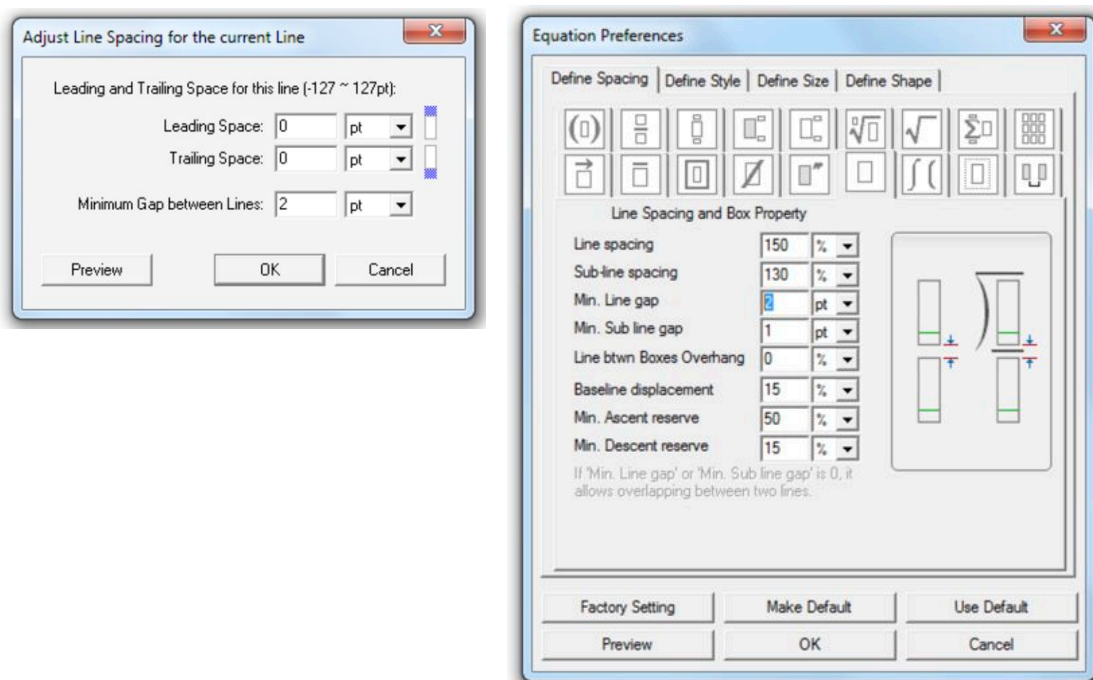 Adjust Line Spacing for the current Line
Leading and Trailing Space for this line (-127 ~ 127pt):
Leading Space: 0 pt
Trailing Space: 0 pt
Minimum Gap between Lines: 2 pt
Preview OK Cancel
Equation Preferences
Define Spacing Define Style Define Size Define Shape
Line Spacing and Box Property
Line spacing 150 %
Sub-line spacing 130 %
Min. Line gap 2 pt
Min. Sub line gap 1 pt
Line btwn Boxes Overhang 0 %
Baseline displacement 15 %
Min. Ascent reserve 50 %
Min. Descent reserve 15 %
If 'Min. Line gap' or 'Min. Sub line gap' is 0, it
allows overlapping between two lines.
Factory Setting Make Default Use Default
Preview OK Cancel